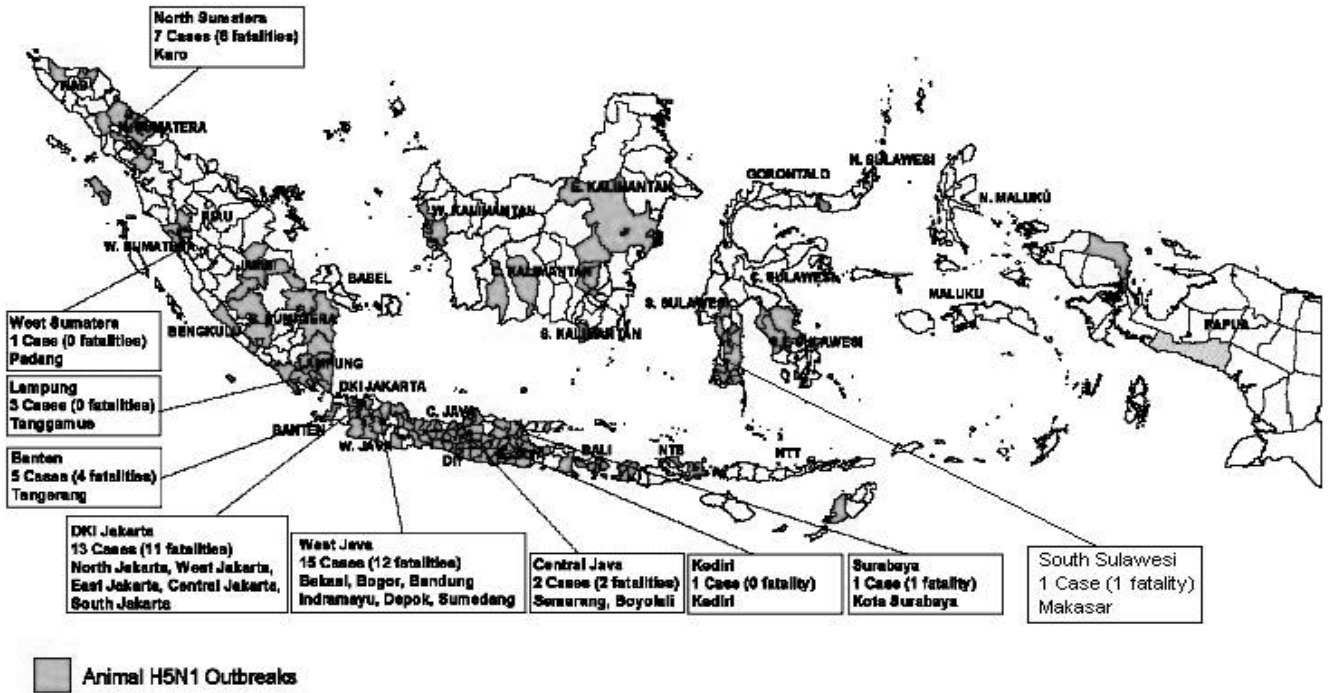 North Sumatera
7 Cases (6 fatalities)
Karo
NAD
N. SUMATERA
RIAU
W. SUMATERA
JAMBI
BABEL
BENGKULU
S. SUMATERA
LAMPUNG
W. KALIMANTAN
E. KALIMANTAN
C. KALIMANTAN
S. KALIMANTAN
GORONTALO
N. SULAWESI
C. SULAWESI
S. SULAWESI
S.E. SULAWESI
N. MALUKU
MALUKU
PAPUA
DKI JAKARTA
BANTEN
W. JAVA
C. JAVA
DIY
BALI
NTB
NTT
West Sumatera
1 Case (0 fatalities)
Padang
Lampung
3 Cases (0 fatalities)
Tanggamus
Banten
5 Cases (4 fatalities)
Tangerang
DKI Jakarta
13 Cases (11 fatalities)
North Jakarta, West Jakarta,
East Jakarta, Central Jakarta,
South Jakarta
West Java
15 Cases (12 fatalities)
Bekasi, Bogor, Bandung
Indramayu, Depok, Sumedang
Central Java
2 Cases (2 fatalities)
Semarang, Boyolali
Kediri
1 Case (0 fatality)
Kediri
Surabaya
1 Case (1 fatality)
Kota Surabaya
South Sulawesi
1 Case (1 fatality)
Makasar
Animal H5N1 Outbreaks